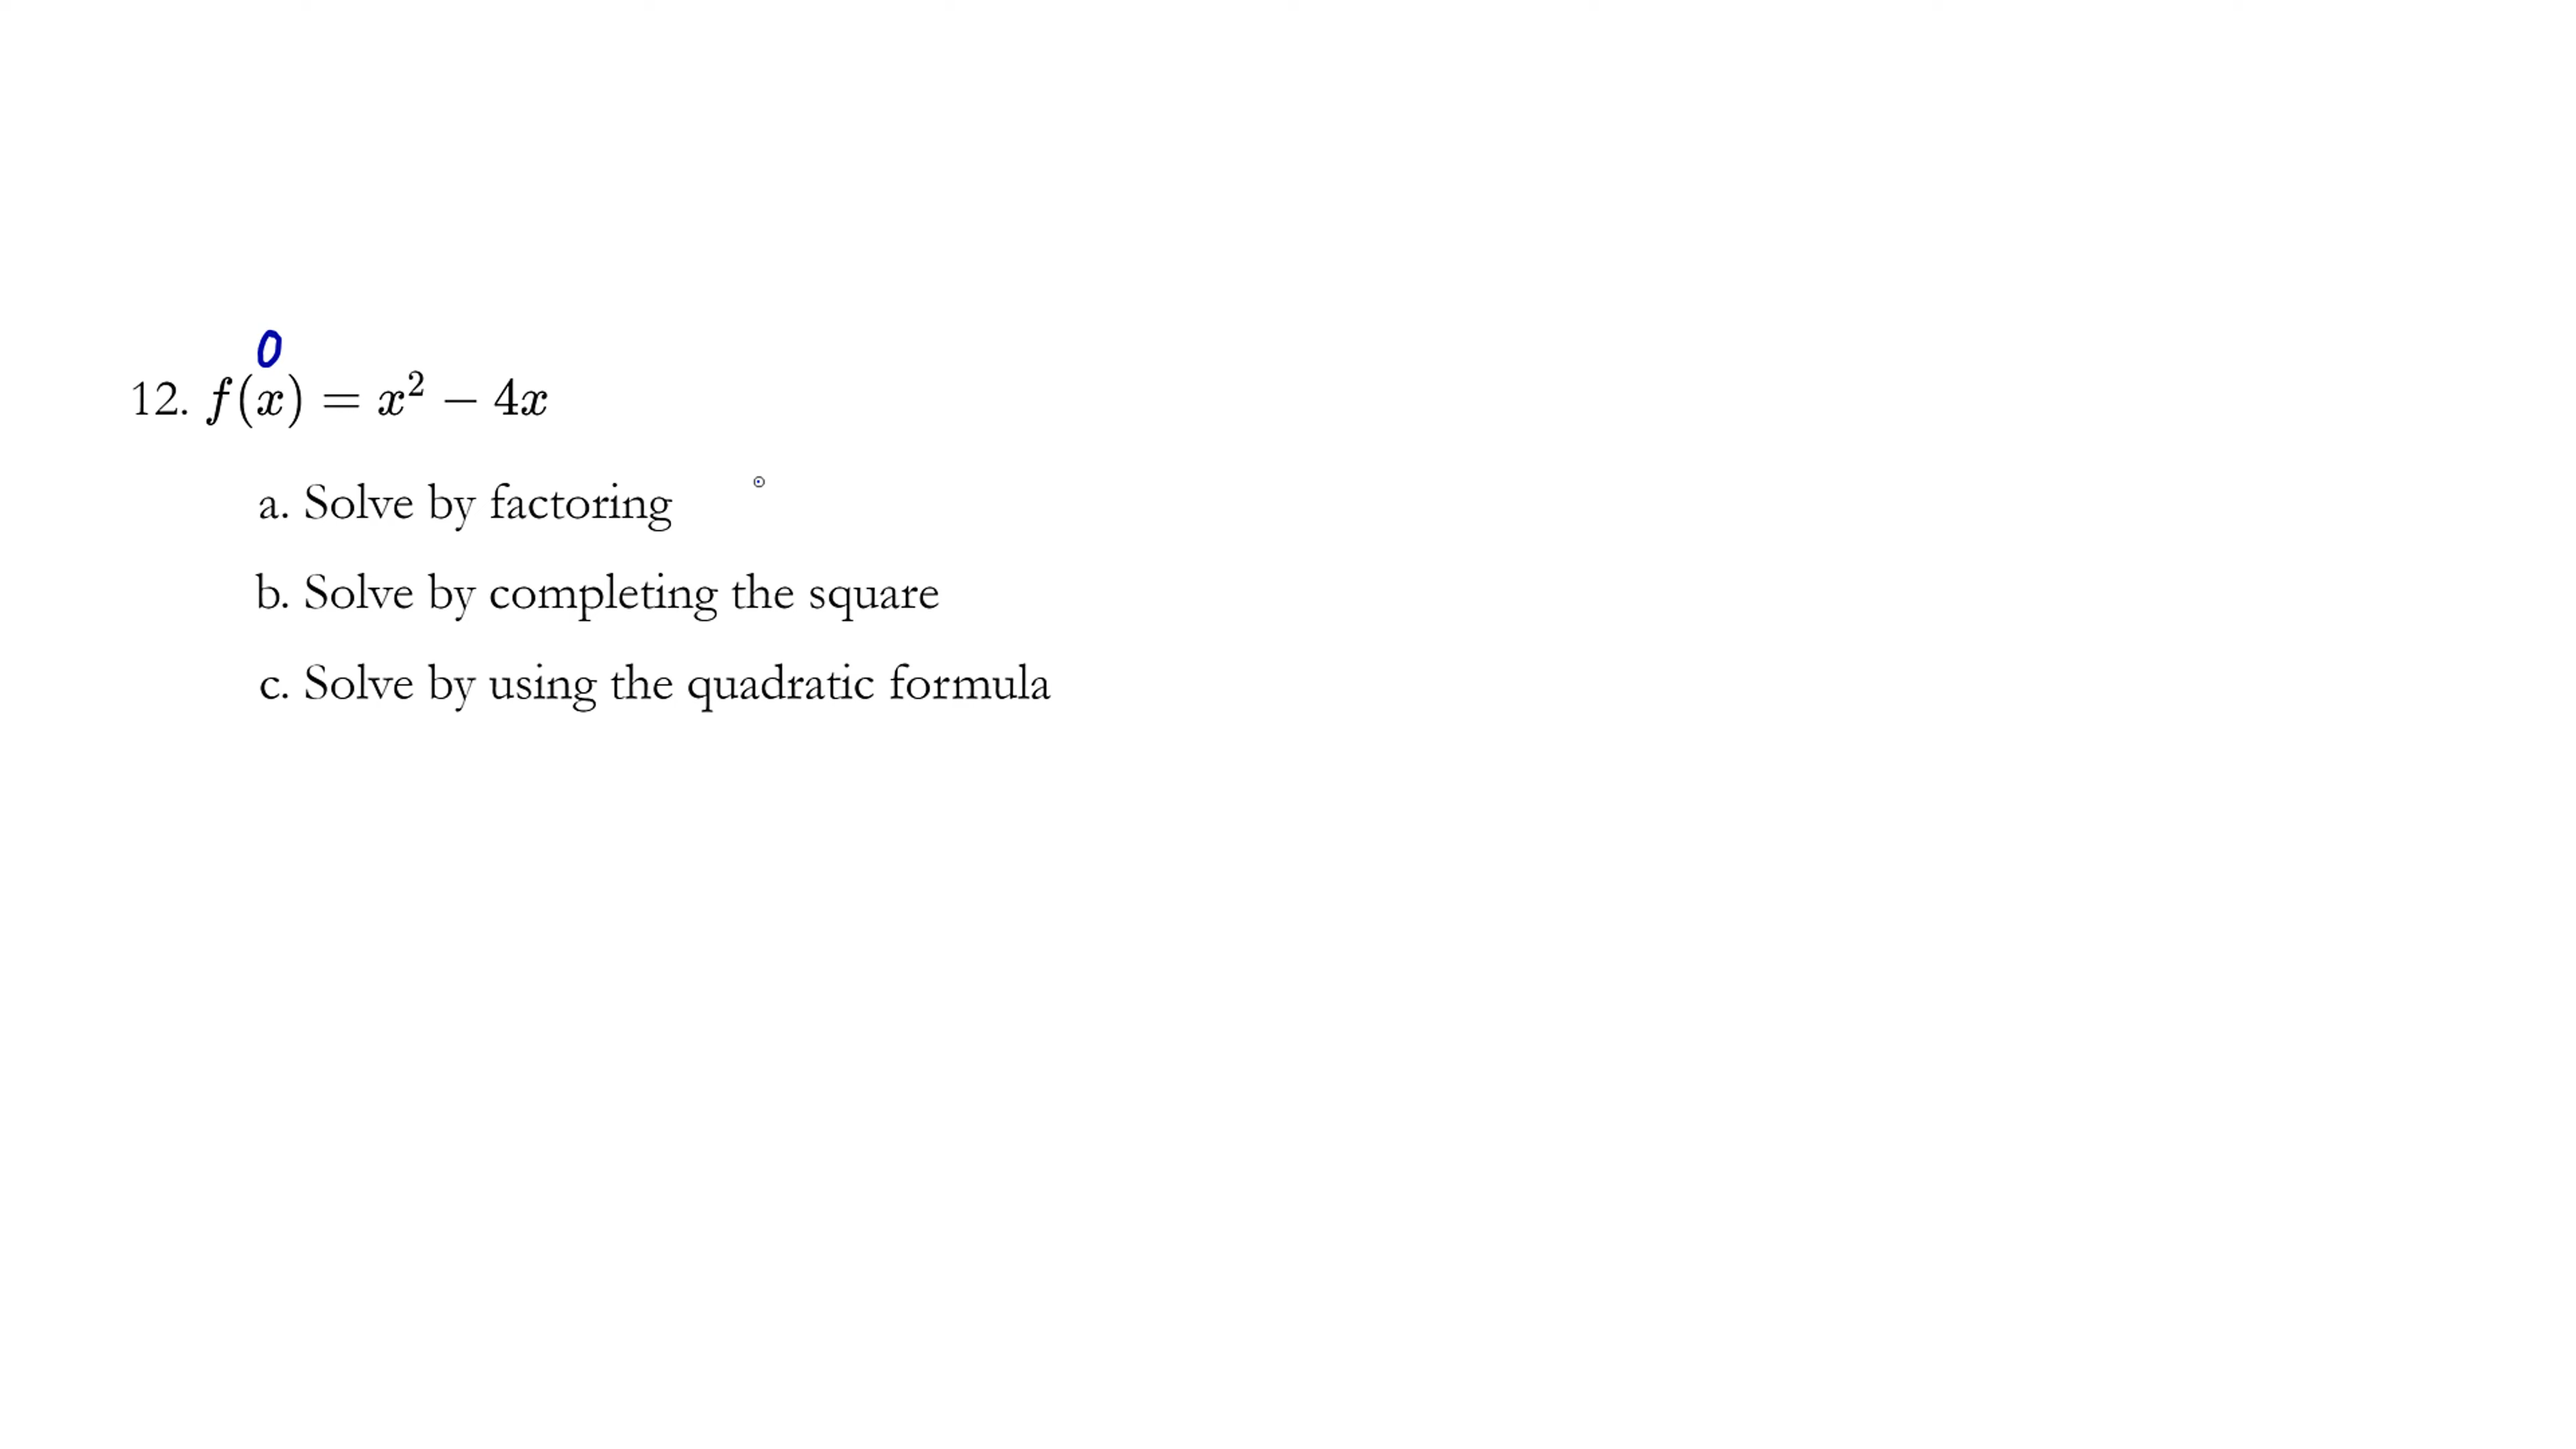 0
12. f(x) = x² − 4x
a. Solve by factoring
b. Solve by completing the square
c. Solve by using the quadratic formula